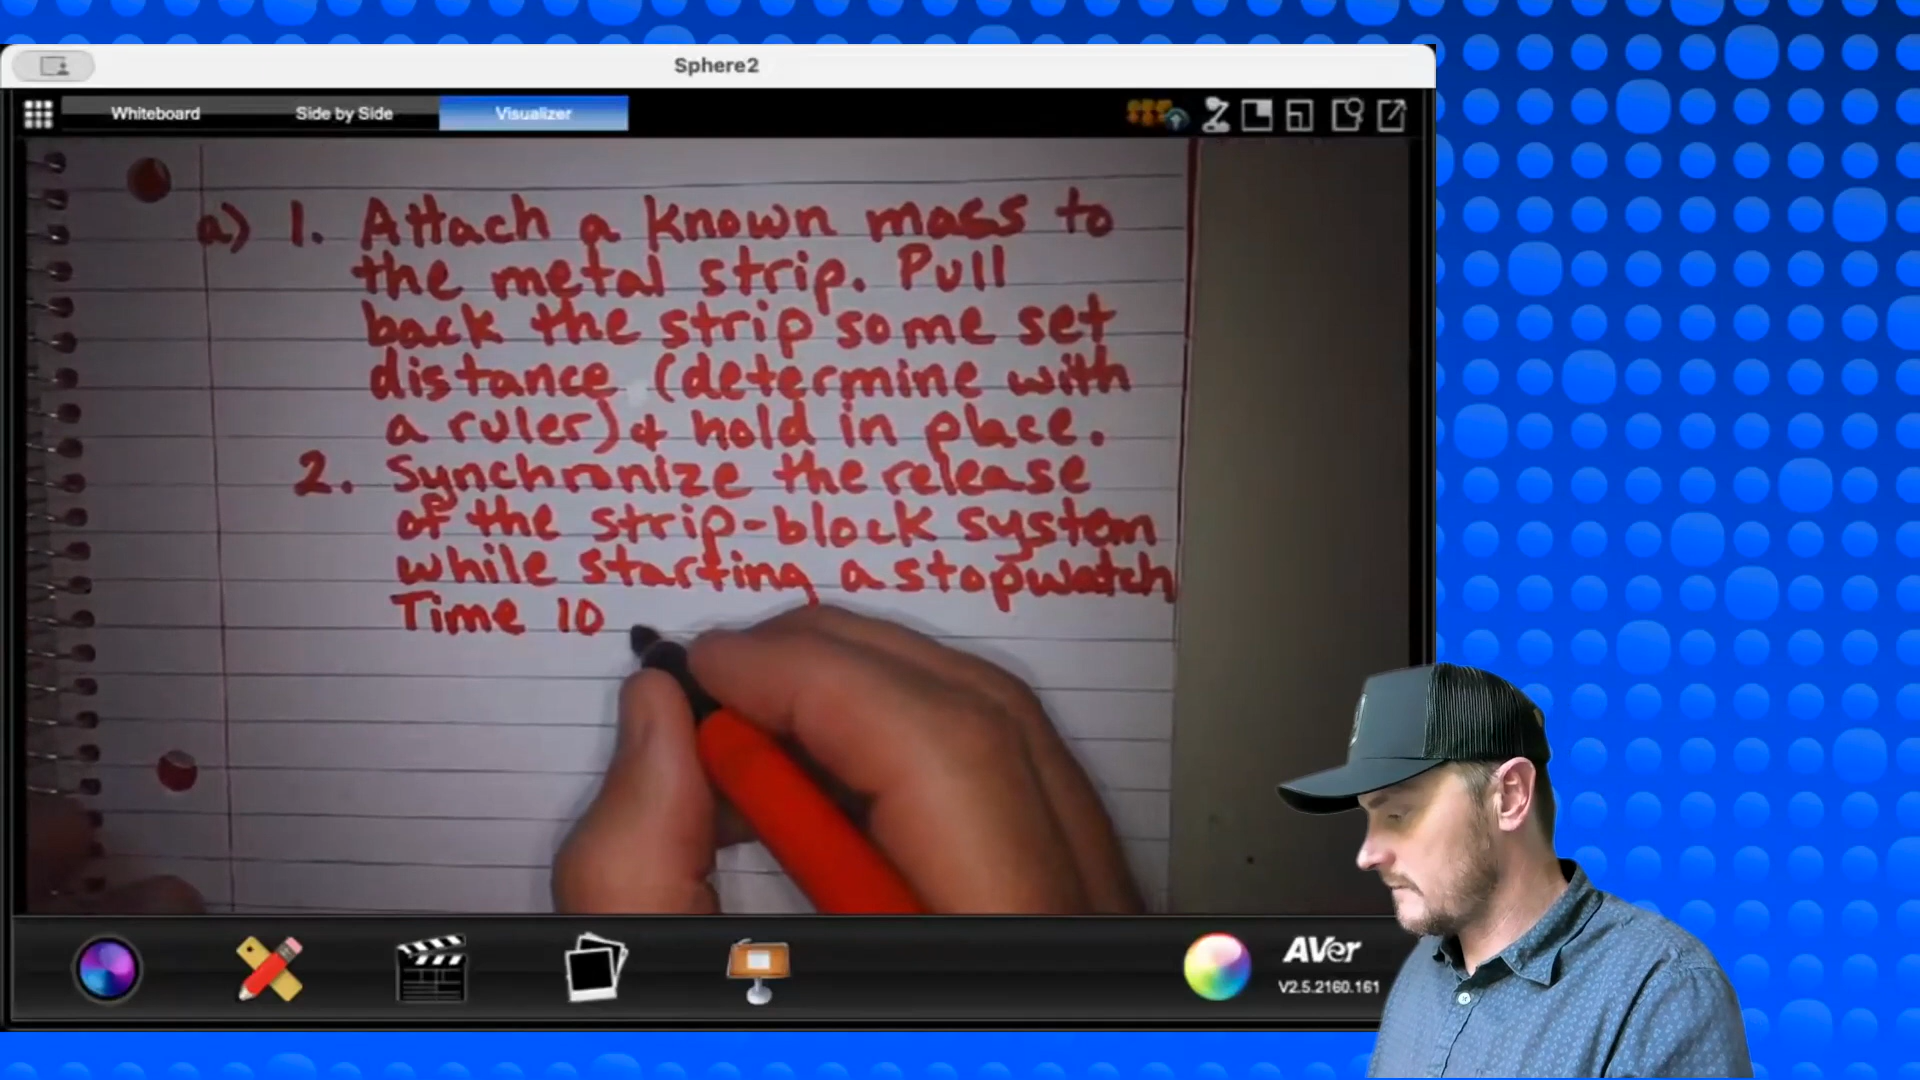 Sphere2
Whiteboard
Side by Side
Visualizer
a) 1. Attach a known mass to
the metal strip. Pull
back the strip some set
distance (determine with
a ruler) & hold in place.
2. Synchronize the release
of the strip-block system
while starting a stopwatch
Time 10
AVer
V2.5.2160.161